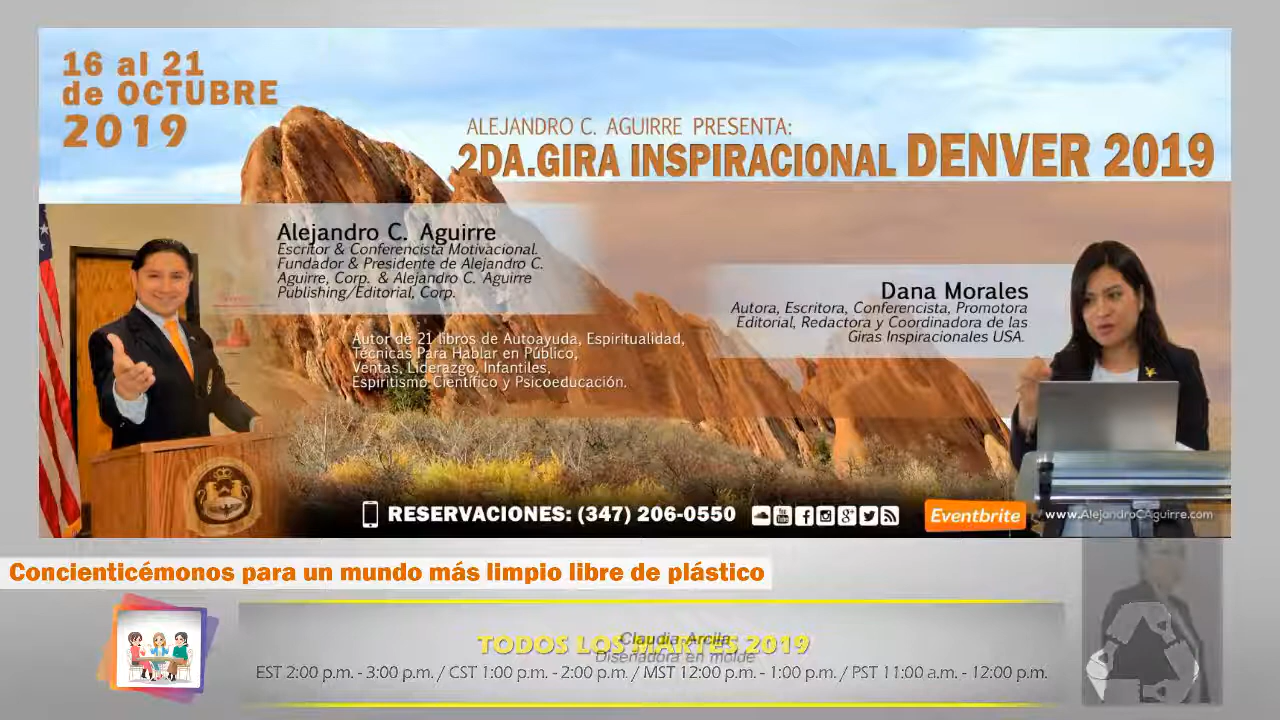 16 al 21
de OCTUBRE
2019
ALEJANDRO C. AGUIRRE PRESENTA:
2DA.GIRA INSPIRACIONAL DENVER 2019
Alejandro C. Aguirre
Escritor & Conferencista Motivacional.
Fundador & Presidente de Alejandro C.
Aguirre, Corp. & Alejandro C. Aguirre
Publishing/Editorial, Corp.
Autor de 21 libros de Autoayuda, Espiritualidad,
Técnicas Para Hablar en Público,
Ventas, Liderazgo, Infantiles,
Espiritismo Científico y Psicoeducación.
Dana Morales
Autora, Escritora, Conferencista, Promotora
Editorial, Redactora y Coordinadora de las
Giras Inspiracionales USA.
RESERVACIONES: (347) 206-0550
Eventbrite
www.AlejandroCAguirre.com
Concienticémonos para un mundo más limpio libre de plástico
TODOS LOS MARTES 2019
Claudia Arcila
Diseñadora en molde
EST 2:00 p.m. - 3:00 p.m. / CST 1:00 p.m. - 2:00 p.m. / MST 12:00 p.m. - 1:00 p.m. / PST 11:00 a.m. - 12:00 p.m.